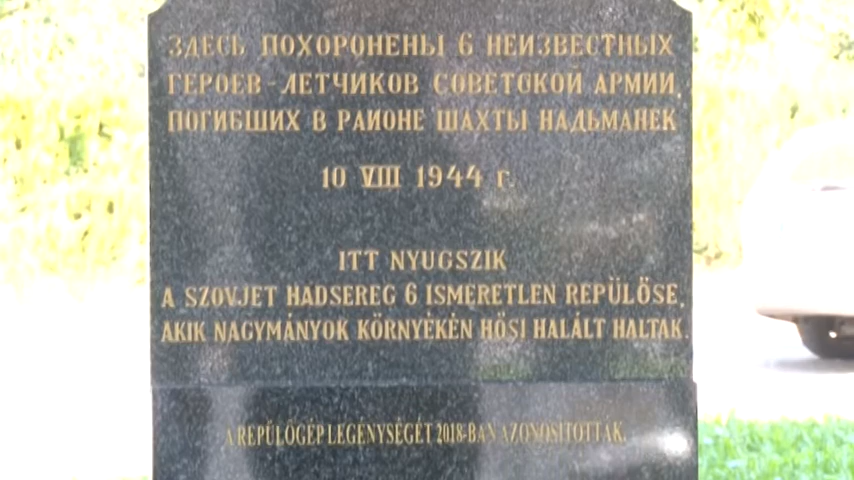 ЗДЕСЬ ПОХОРОНЕНЫ 6 НЕИЗВЕСТНЫХ
ГЕРОЕВ-ЛЕТЧИКОВ СОВЕТСКОЙ АРМИИ,
ПОГИБШИХ В РАИОНЕ ШАХТЫ НАДЬМАНЕК
10 VIII 1944 г.
ITT NYUGSZIK
A SZOVJET HADSEREG 6 ISMERETLEN REPÜLŐSE,
AKIK NAGYMÁNYOK KÖRNYÉKÉN HŐSI HALÁLT HALTAK.
A REPÜLŐGÉP LEGÉNYSÉGÉT 2018-BAN AZONOSÍTOTTÁK.